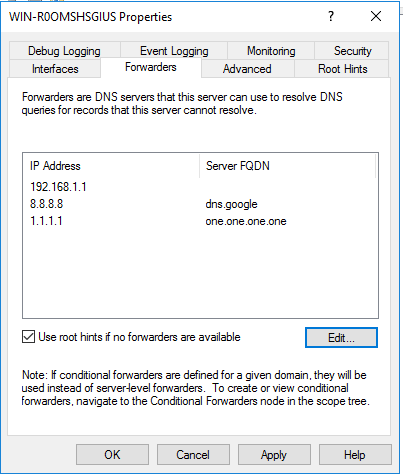 WIN-R0OMSHSGIUS Properties
Debug Logging Event Logging Monitoring Security
Interfaces Forwarders Advanced Root Hints
Forwarders are DNS servers that this server can use to resolve DNS
queries for records that this server cannot resolve.
IP Address Server FQDN
192.168.1.1
8.8.8.8 dns.google
1.1.1.1 one.one.one.one
Use root hints if no forwarders are available Edit...
Note: If conditional forwarders are defined for a given domain, they will be
used instead of server-level forwarders. To create or view conditional
forwarders, navigate to the Conditional Forwarders node in the scope tree.
OK Cancel Apply Help